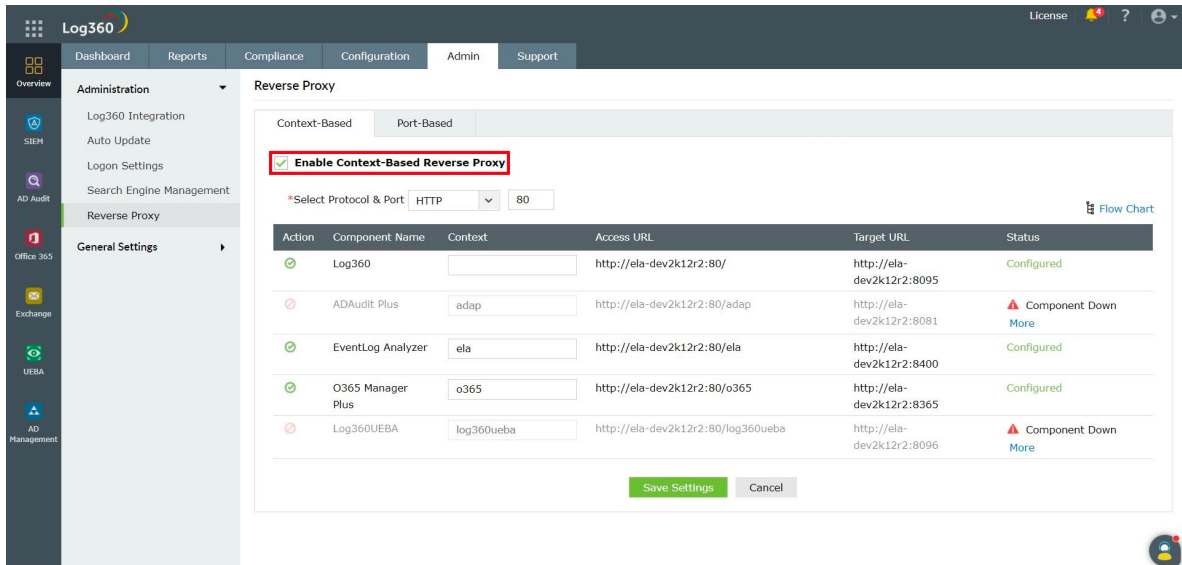 Log360
License 4 ?
Overview
SIEM
AD Audit
Office 365
Exchange
UEBA
AD
Management
Dashboard Reports Compliance Configuration Admin Support
Administration
Log360 Integration
Auto Update
Logon Settings
Search Engine Management
Reverse Proxy
General Settings
Reverse Proxy
Context-Based Port-Based
Enable Context-Based Reverse Proxy
*Select Protocol & Port HTTP 80
Flow Chart
Action Component Name Context Access URL Target URL Status
Log360 http://ela-dev2k12r2:80/ http://ela- Configured
dev2k12r2:8095
ADAudit Plus adap http://ela-dev2k12r2:80/adap http://ela- Component Down
dev2k12r2:8081 More
EventLog Analyzer ela http://ela-dev2k12r2:80/ela http://ela- Configured
dev2k12r2:8400
O365 Manager o365 http://ela-dev2k12r2:80/o365 http://ela- Configured
Plus dev2k12r2:8365
Log360UEBA log360ueba http://ela-dev2k12r2:80/log360ueba http://ela- Component Down
dev2k12r2:8096 More
Save Settings Cancel